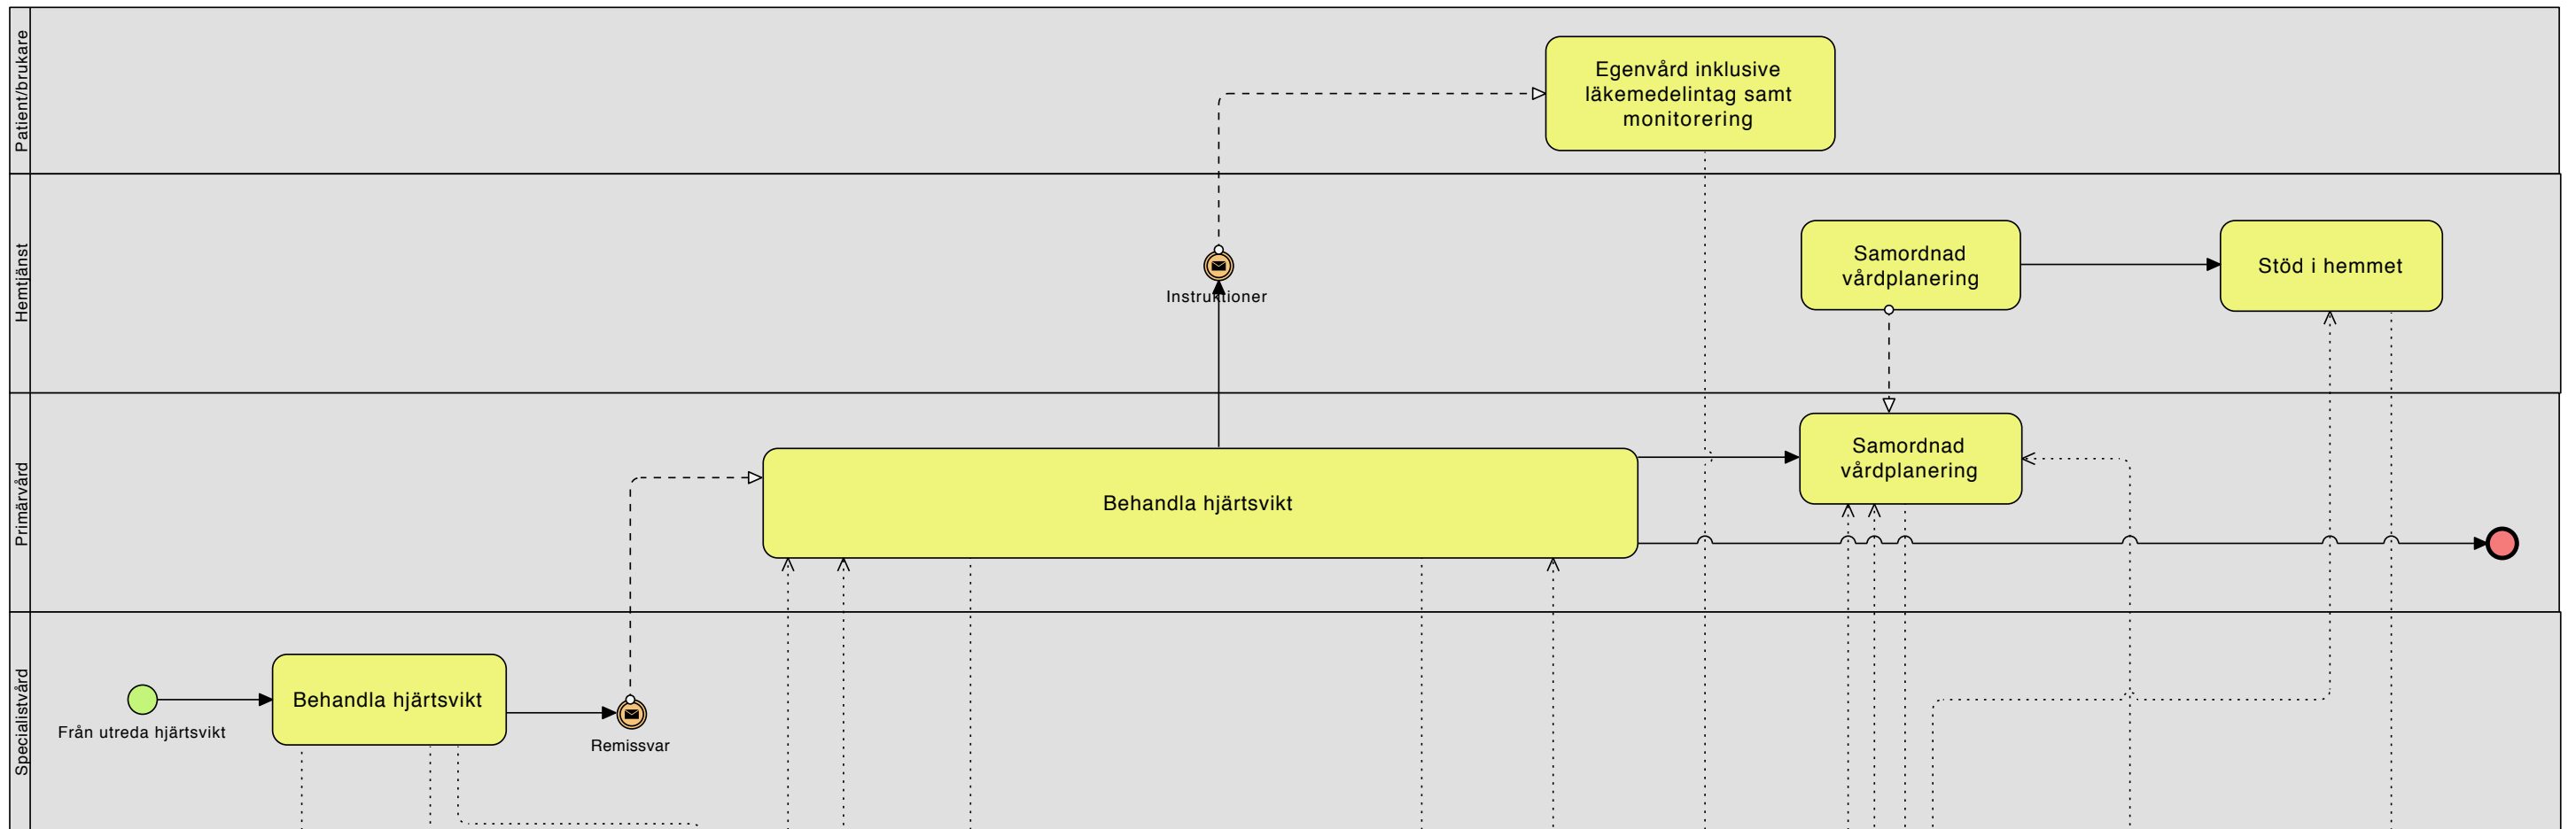 Patient/brukare
Egenvård inklusive
läkemedelintag samt
monitorering
Hemtjänst
Instruktioner
Samordnad
vårdplanering
Stöd i hemmet
Primärvård
Behandla hjärtsvikt
Samordnad
vårdplanering
Specialistvård
Från utreda hjärtsvikt
Behandla hjärtsvikt
Remissvar